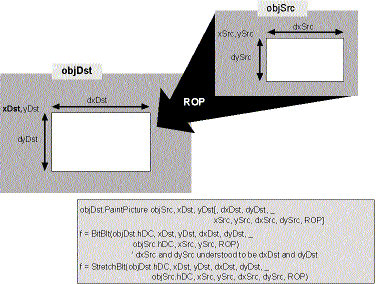 objSrc
dxSrc
xSrc,ySrc
dySrc
objDst
dxDst
xDst,yDst
dyDst
ROP
objDst.PaintPicture objSrc, xDst, yDst[, dxDst, dyDst, _
xSrc, ySrc, dxSrc, dySrc, ROP]
f = BitBlt(objDst.hDC, xDst, yDst, dxDst, dyDst, _
objSrc.hDC, xSrc, ySrc, ROP)
' dxSrc and dySrc understood to be dxDst and dyDst
f = StretchBlt(objDst.hDC, xDst, yDst, dxDst, dyDst, _
objSrc.hDC, xSrc, ySrc, dxSrc, dySrc, ROP)